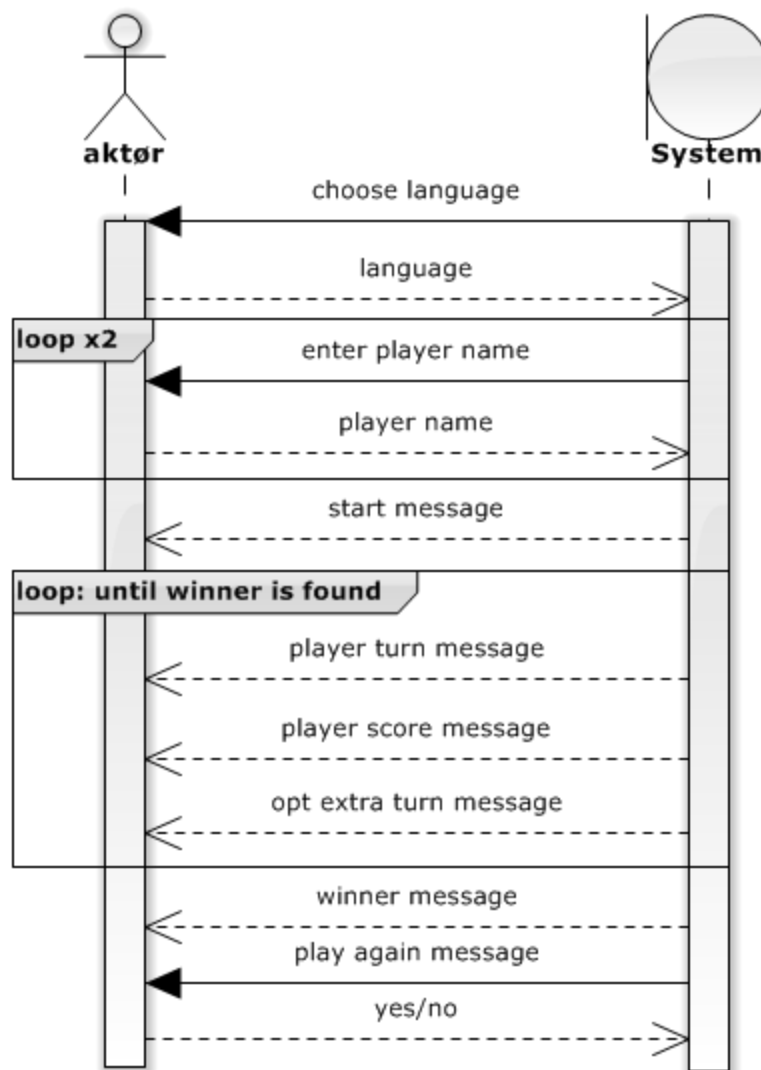 aktør
System
choose language
language
loop x2
enter player name
player name
start message
loop: until winner is found
player turn message
player score message
opt extra turn message
winner message
play again message
yes/no